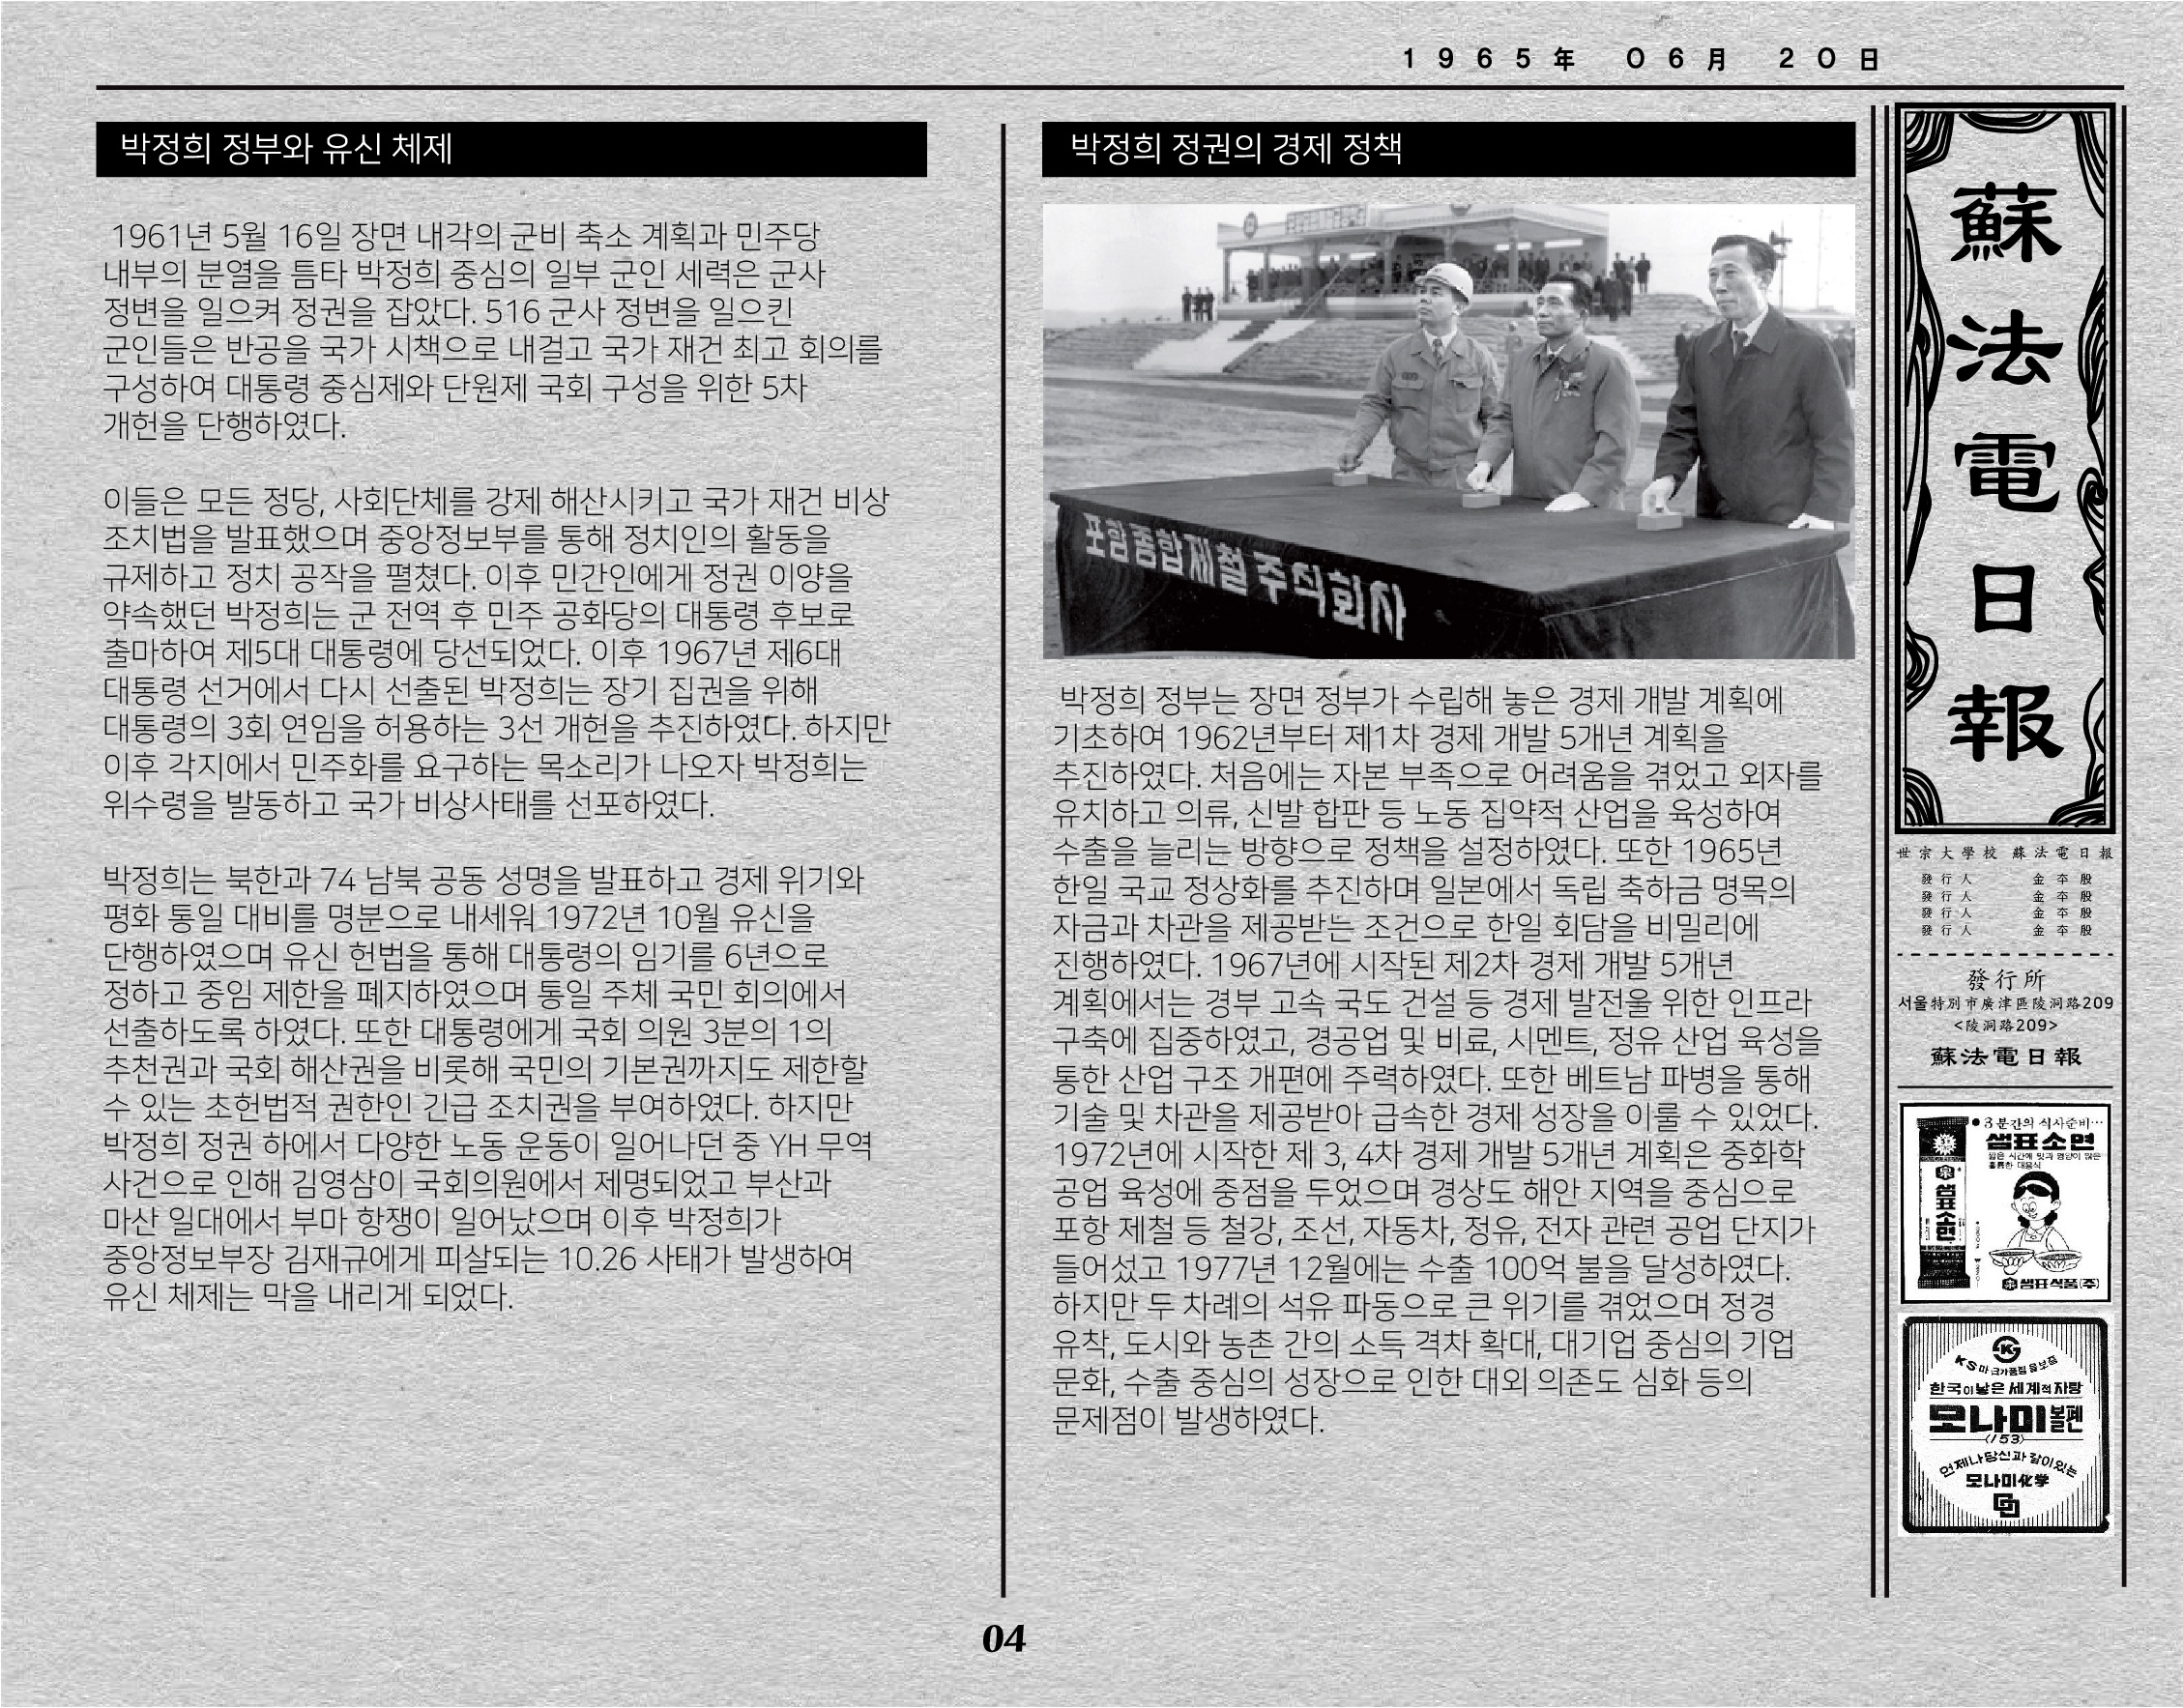 1965年 06月 20日
박정희 정부와 유신 체제
1961년 5월 16일 장면 내각의 군비 축소 계획과 민주당
내부의 분열을 틈타 박정희 중심의 일부 군인 세력은 군사
정변을 일으켜 정권을 잡았다. 516 군사 정변을 일으킨
군인들은 반공을 국가 시책으로 내걸고 국가 재건 최고 회의를
구성하여 대통령 중심제와 단원제 국회 구성을 위한 5차
개헌을 단행하였다.
이들은 모든 정당, 사회단체를 강제 해산시키고 국가 재건 비상
조치법을 발표했으며 중앙정보부를 통해 정치인의 활동을
규제하고 정치 공작을 펼쳤다. 이후 민간인에게 정권 이양을
약속했던 박정희는 군 전역 후 민주 공화당의 대통령 후보로
출마하여 제5대 대통령에 당선되었다. 이후 1967년 제6대
대통령 선거에서 다시 선출된 박정희는 장기 집권을 위해
대통령의 3회 연임을 허용하는 3선 개헌을 추진하였다. 하지만
이후 각지에서 민주화를 요구하는 목소리가 나오자 박정희는
위수령을 발동하고 국가 비상사태를 선포하였다.
박정희는 북한과 74 남북 공동 성명을 발표하고 경제 위기와
평화 통일 대비를 명분으로 내세워 1972년 10월 유신을
단행하였으며 유신 헌법을 통해 대통령의 임기를 6년으로
정하고 중임 제한을 폐지하였으며 통일 주체 국민 회의에서
선출하도록 하였다. 또한 대통령에게 국회 의원 3분의 1의
추천권과 국회 해산권을 비롯해 국민의 기본권까지도 제한할
수 있는 초헌법적 권한인 긴급 조치권을 부여하였다. 하지만
박정희 정권 하에서 다양한 노동 운동이 일어나던 중 YH 무역
사건으로 인해 김영삼이 국회의원에서 제명되었고 부산과
마산 일대에서 부마 항쟁이 일어났으며 이후 박정희가
중앙정보부장 김재규에게 피살되는 10.26 사태가 발생하여
유신 체제는 막을 내리게 되었다.
박정희 정권의 경제 정책
포항종합제철 주식회사
박정희 정부는 장면 정부가 수립해 놓은 경제 개발 계획에
기초하여 1962년부터 제1차 경제 개발 5개년 계획을
추진하였다. 처음에는 자본 부족으로 어려움을 겪었고 외자를
유치하고 의류, 신발 합판 등 노동 집약적 산업을 육성하여
수출을 늘리는 방향으로 정책을 설정하였다. 또한 1965년
한일 국교 정상화를 추진하며 일본에서 독립 축하금 명목의
자금과 차관을 제공받는 조건으로 한일 회담을 비밀리에
진행하였다. 1967년에 시작된 제2차 경제 개발 5개년
계획에서는 경부 고속 국도 건설 등 경제 발전울 위한 인프라
구축에 집중하였고, 경공업 및 비료, 시멘트, 정유 산업 육성을
통한 산업 구조 개편에 주력하였다. 또한 베트남 파병을 통해
기술 및 차관을 제공받아 급속한 경제 성장을 이룰 수 있었다.
1972년에 시작한 제 3, 4차 경제 개발 5개년 계획은 중화학
공업 육성에 중점을 두었으며 경상도 해안 지역을 중심으로
포항 제철 등 철강, 조선, 자동차, 정유, 전자 관련 공업 단지가
들어섰고 1977년 12월에는 수출 100억 불을 달성하였다.
하지만 두 차례의 석유 파동으로 큰 위기를 겪었으며 정경
유착, 도시와 농촌 간의 소득 격차 확대, 대기업 중심의 기업
문화, 수출 중심의 성장으로 인한 대외 의존도 심화 등의
문제점이 발생하였다.
蘇法電日報
世宗大學校 蘇法電日報
發行人 金夲殷
發行人 金夲殷
發行人 金夲殷
發行人 金夲殷
發行所
서울特別市廣津區陵洞路209
<陵洞路209>
蘇法電日報
3분간의 식사준비…
샘표소면
짧은 시간에 맛과 영양이 많은
훌륭한 대용식
샘표소면
샘표식품(주)
KS마크가품질을보증
한국이낳은세계적자랑
모나미볼펜
〈153〉
언제나당신과같이있는
모나미化学
04